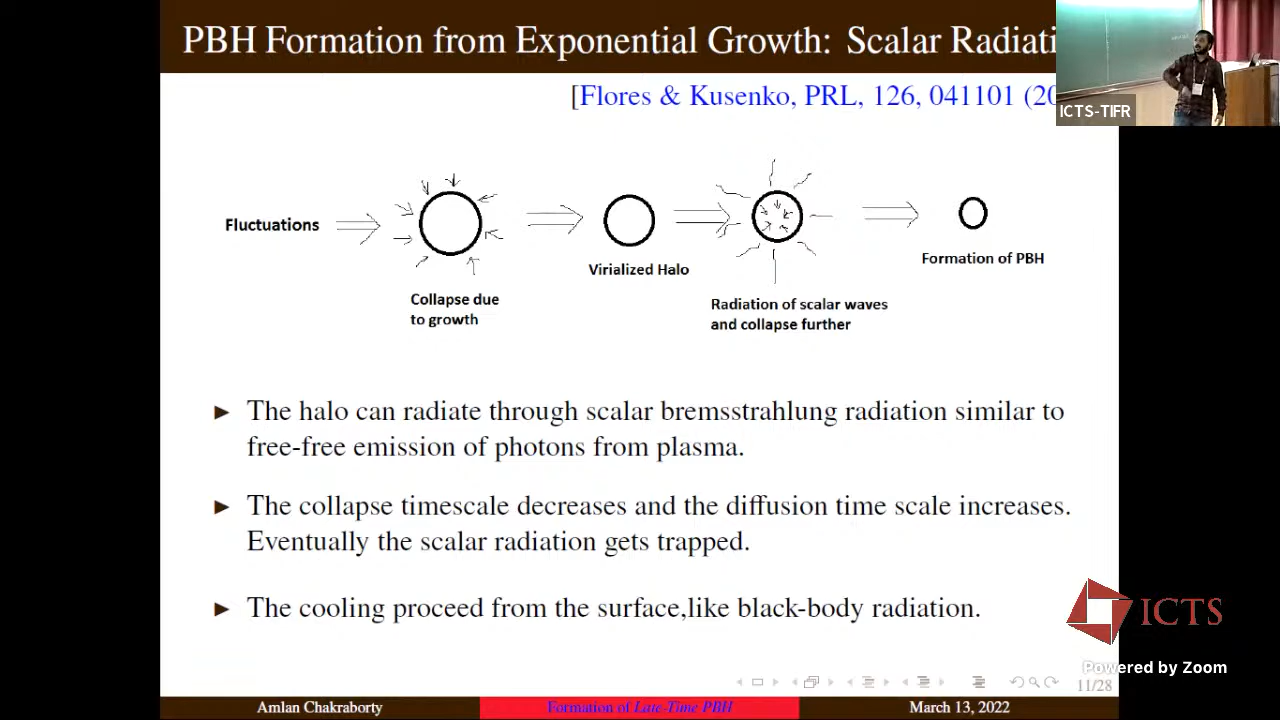 PBH Formation from Exponential Growth: Scalar
[Flores & Kusenko, PRL, 126, 041101
ICTS-TIFR
Fluctuations
Collapse due
to growth
Virialized Halo
Radiation of scalar waves
and collapse further
Formation of PBH
► The halo can radiate through scalar bremsstrahlung radiation similar to
free-free emission of photons from plasma.
► The collapse timescale decreases and the diffusion time scale increases.
Eventually the scalar radiation gets trapped.
► The cooling proceed from the surface,like black-body radiation.
ICTS
Powered by Zoom
11/28
Amlan Chakraborty
Formation of Late-Time PBH
March 13, 2022